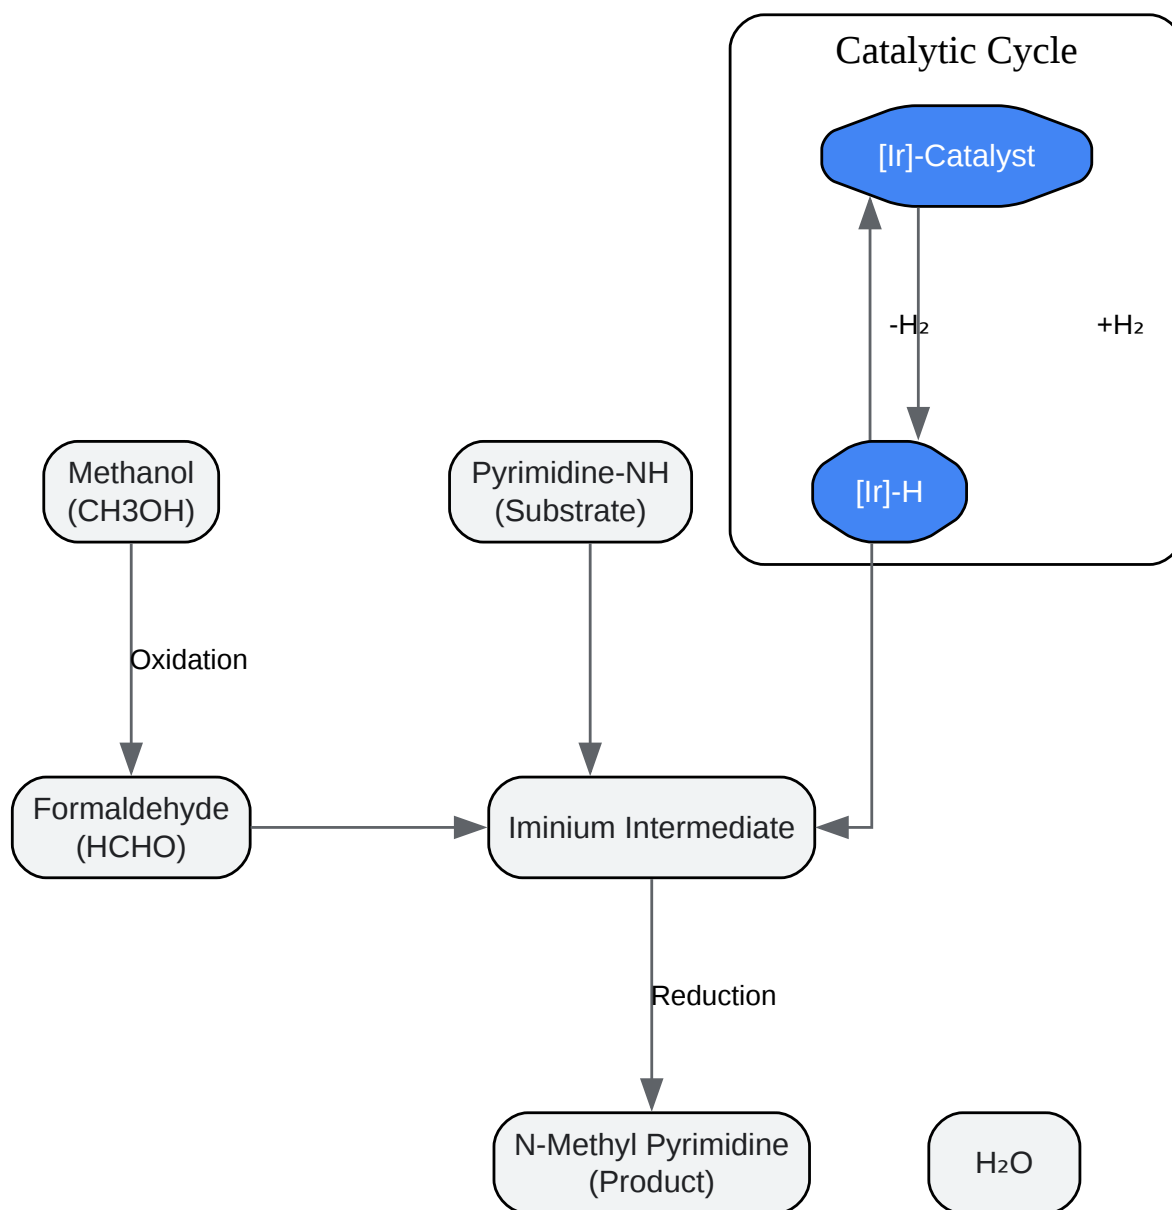 Catalytic Cycle
[Ir]-Catalyst
-H₂
+H₂
Methanol
(CH3OH)
Pyrimidine-NH
(Substrate)
[Ir]-H
Oxidation
Formaldehyde
(HCHO)
Iminium Intermediate
Reduction
N-Methyl Pyrimidine
(Product)
H₂O